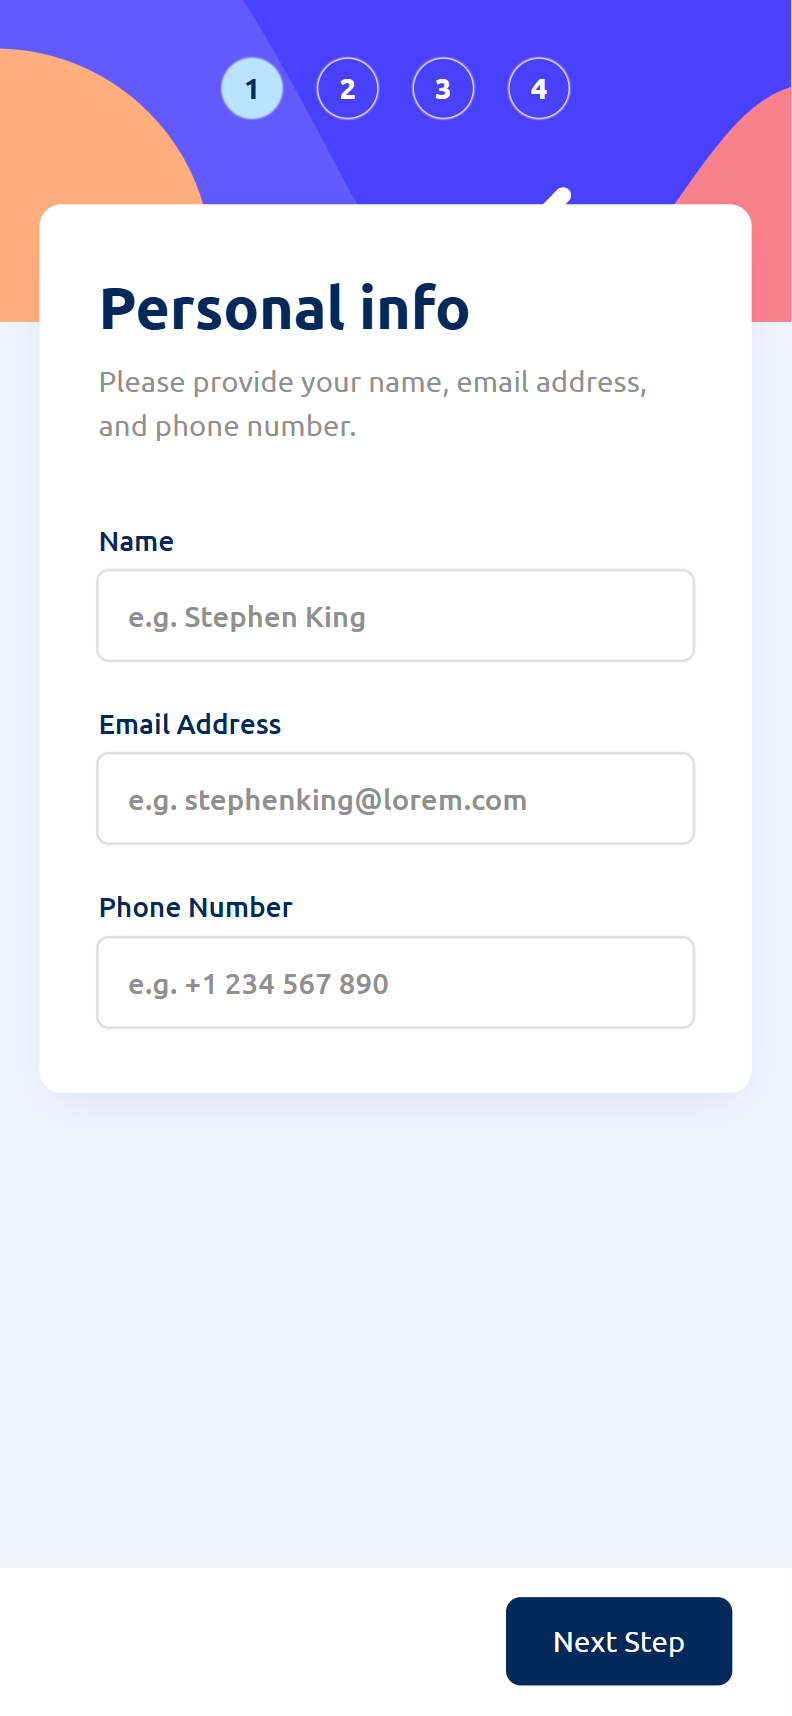 1 2 3 4
Personal info
Please provide your name, email address,
and phone number.
Name
e.g. Stephen King
Email Address
e.g. stephenking@lorem.com
Phone Number
e.g. +1 234 567 890
Next Step